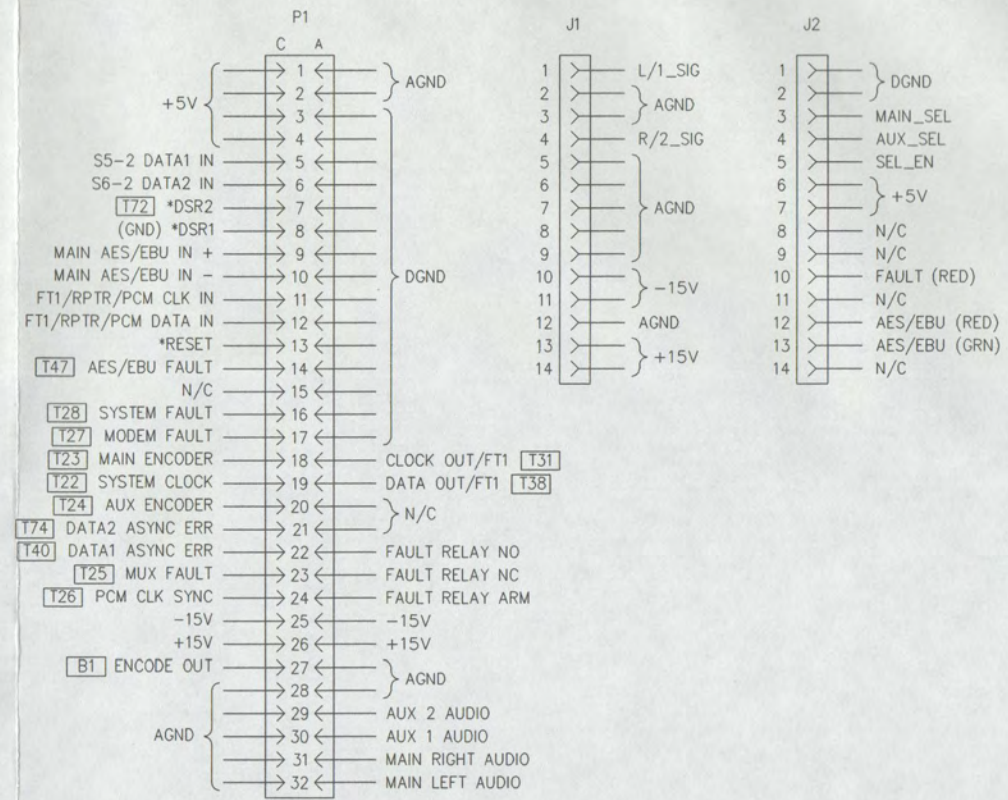 P1
C A
+5V
1 AGND
2
3
4
S5-2 DATA1 IN 5
S6-2 DATA2 IN 6
T72 *DSR2 7
(GND) *DSR1 8
MAIN AES/EBU IN + 9
MAIN AES/EBU IN - 10 DGND
FT1/RPTR/PCM CLK IN 11
FT1/RPTR/PCM DATA IN 12
*RESET 13
T47 AES/EBU FAULT 14
N/C 15
T28 SYSTEM FAULT 16
T27 MODEM FAULT 17
T23 MAIN ENCODER 18 CLOCK OUT/FT1 T31
T22 SYSTEM CLOCK 19 DATA OUT/FT1 T38
T24 AUX ENCODER 20 N/C
T74 DATA2 ASYNC ERR 21
T40 DATA1 ASYNC ERR 22 FAULT RELAY NO
T25 MUX FAULT 23 FAULT RELAY NC
T26 PCM CLK SYNC 24 FAULT RELAY ARM
-15V 25 -15V
+15V 26 +15V
B1 ENCODE OUT 27 AGND
28
29 AUX 2 AUDIO
AGND 30 AUX 1 AUDIO
31 MAIN RIGHT AUDIO
32 MAIN LEFT AUDIO
J1
1 L/1_SIG
2 AGND
3
4 R/2_SIG
5
6
7 AGND
8
9
10 -15V
11
12 AGND
13 +15V
14
J2
1 DGND
2
3 MAIN_SEL
4 AUX_SEL
5 SEL_EN
6 +5V
7
8 N/C
9 N/C
10 FAULT (RED)
11 N/C
12 AES/EBU (RED)
13 AES/EBU (GRN)
14 N/C